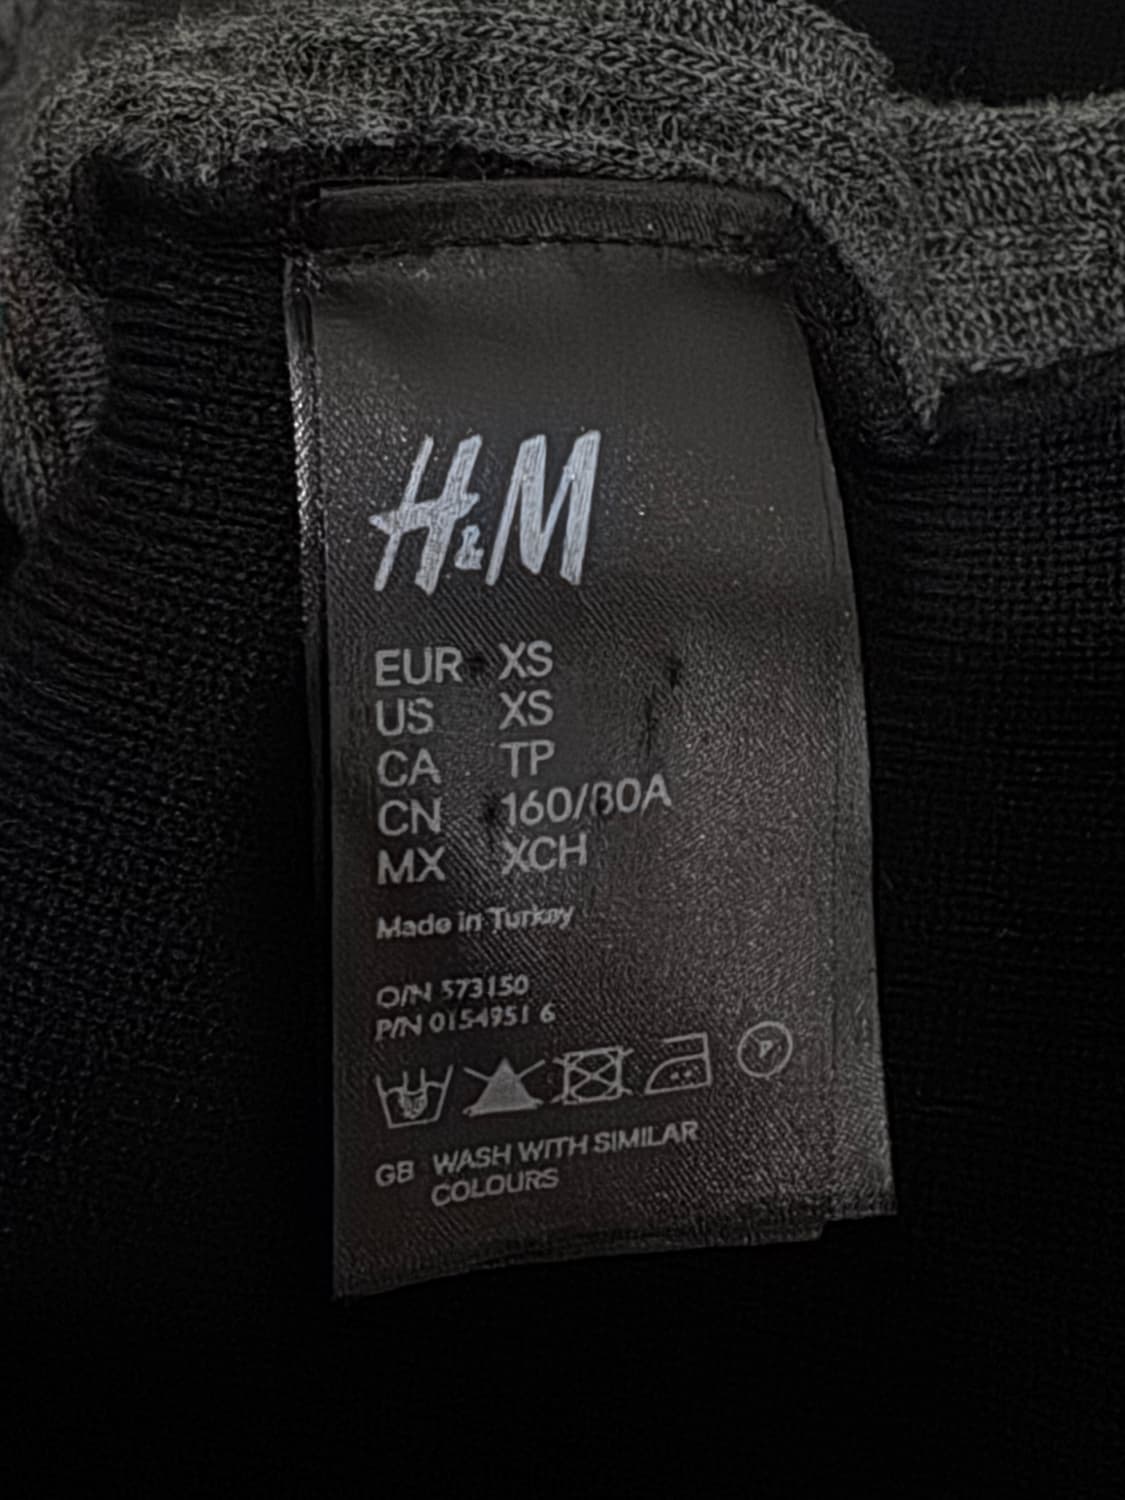 H&M
EUR XS
US XS
CA TP
CN 160/80A
MX XCH
Made in Turkey
O/N 573150
P/N 0154951 6
P
GB WASH WITH SIMILAR
COLOURS